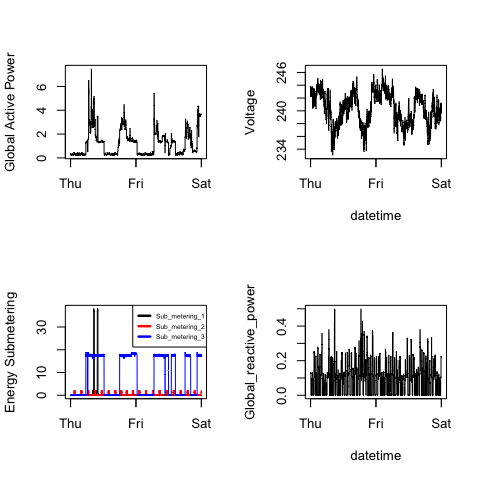 Global Active Power
0 2 4 6
Thu Fri Sat
Voltage
234 240 246
Thu Fri Sat
datetime
Energy Submetering
0 10 30
Sub_metering_1
Sub_metering_2
Sub_metering_3
Thu Fri Sat
Global_reactive_power
0.0 0.2 0.4
Thu Fri Sat
datetime